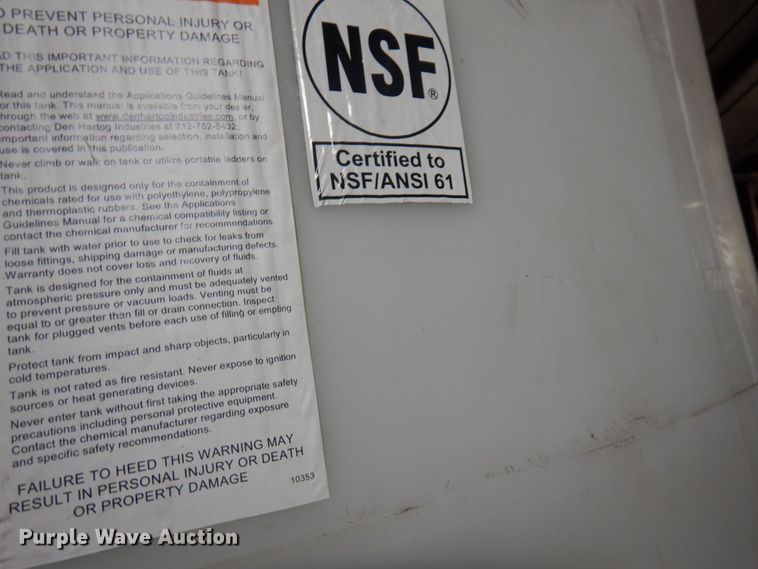 O PREVENT PERSONAL INJURY OR
DEATH OR PROPERTY DAMAGE
AD THIS IMPORTANT INFORMATION REGARDING
THE APPLICATION AND USE OF THIS TANK!
Read and understand the Applications Guidelines Manual
for this tank. This manual is available from your dealer,
through the web at www.denhartogindustries.com, or by
contacting Den Hartog Industries at 712-752-8432.
Important information regarding selection, installation and
use is covered in this publication.
Never climb or walk on tank or utilize portable ladders on
tank.
This product is designed only for the containment of
chemicals rated for use with polyethylene, polypropylene
and thermoplastic rubbers. See the Applications
Guidelines Manual for a chemical compatibility listing or
contact the chemical manufacturer for recommendations.
Fill tank with water prior to use to check for leaks from
loose fittings, shipping damage or manufacturing defects.
Warranty does not cover loss and recovery of fluids.
Tank is designed for the containment of fluids at
atmospheric pressure only and must be adequately vented
to prevent pressure or vacuum loads. Venting must be
equal to or greater than fill or drain connection. Inspect
tank for plugged vents before each use of filling or empting
tank.
Protect tank from impact and sharp objects, particularly in
cold temperatures.
Tank is not rated as fire resistant. Never expose to ignition
sources or heat generating devices.
Never enter tank without first taking the appropriate safety
precautions including personal protective equipment.
Contact the chemical manufacturer regarding exposure
and specific safety recommendations.
FAILURE TO HEED THIS WARNING MAY
RESULT IN PERSONAL INJURY OR DEATH
OR PROPERTY DAMAGE
10353
NSF®
Certified to
NSF/ANSI 61
Purple Wave Auction